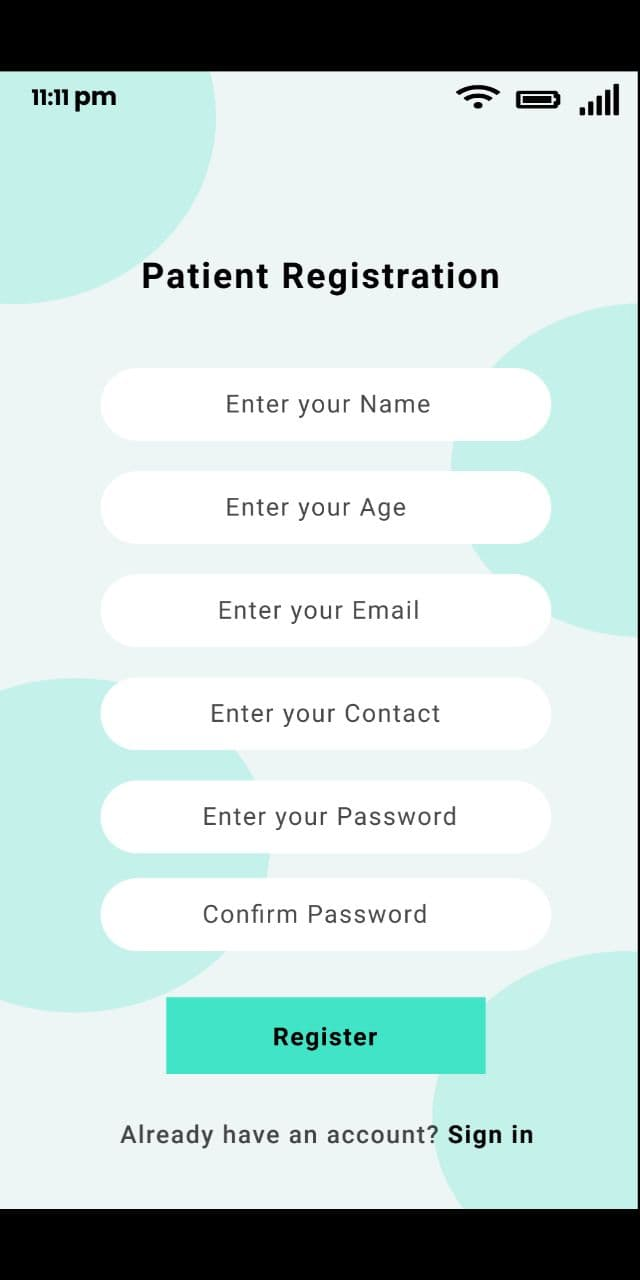 11:11 pm
Patient Registration
Enter your Name
Enter your Age
Enter your Email
Enter your Contact
Enter your Password
Confirm Password
Register
Already have an account? Sign in